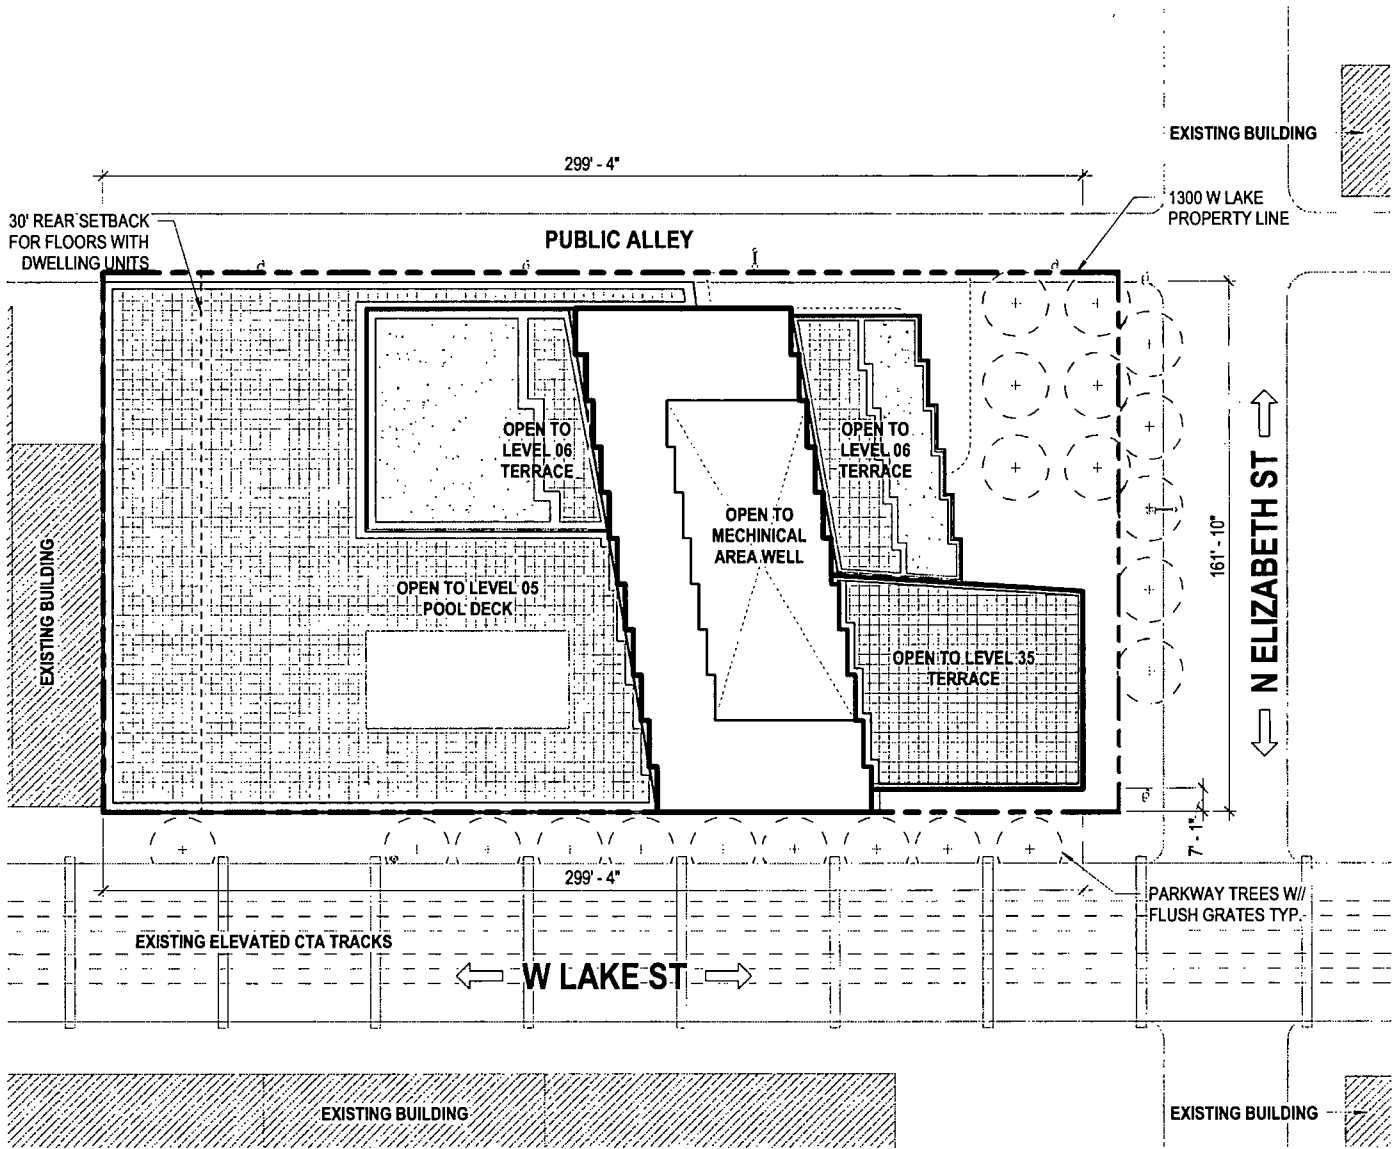 EXISTING BUILDING
299' - 4"
1300 W LAKE
PROPERTY LINE
30' REAR SETBACK
FOR FLOORS WITH
DWELLING UNITS
PUBLIC ALLEY
OPEN TO
LEVEL 06
TERRACE
OPEN TO
LEVEL 06
TERRACE
OPEN TO
MECHINICAL
AREA WELL
N ELIZABETH ST
161' - 10"
EXISTING BUILDING
OPEN TO LEVEL 05
POOL DECK
OPEN TO LEVEL 35
TERRACE
7' - 1"
299' - 4"
PARKWAY TREES W//
FLUSH GRATES TYP.
EXISTING ELEVATED CTA TRACKS
W LAKE ST
EXISTING BUILDING
EXISTING BUILDING